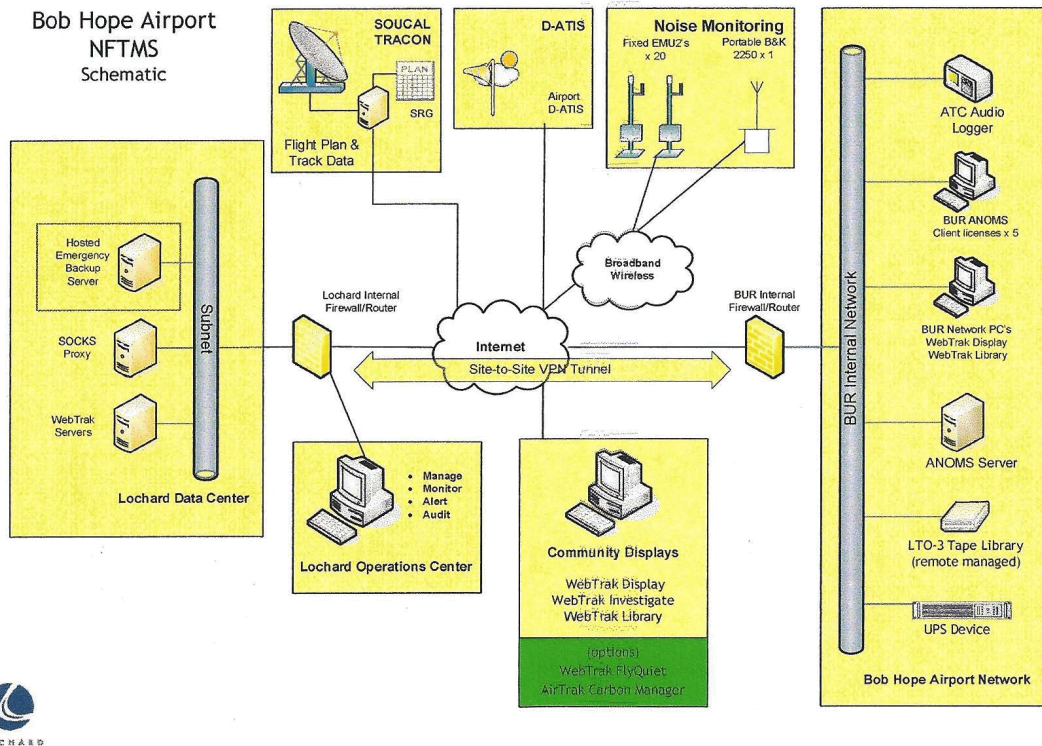 Bob Hope Airport
NFTMS
Schematic
SOUCAL
TRACON
PLAN
SRG
Flight Plan &
Track Data
D-ATIS
Airport
D-ATIS
Noise Monitoring
Fixed EMU2's
x 20
Portable B&K
2250 x 1
Hosted
Emergency
Backup
Server
SOCKS
Proxy
WebTrak
Servers
Subnet
Lochard Data Center
Lochard Internal
Firewall/Router
Internet
Site-to-Site VPN Tunnel
Broadband
Wireless
BUR Internal
Firewall/Router
Manage
Monitor
Alert
Audit
Lochard Operations Center
Community Displays
WebTrak Display
WebTrak Investigate
WebTrak Library
(options)
WebTrak FlyQuiet
AirTrak Carbon Manager
BUR Internal Network
ATC Audio
Logger
BUR ANOMS
Client licenses x 5
BUR Network PC's
WebTrak Display
WebTrak Library
ANOMS Server
LTO-3 Tape Library
(remote managed)
UPS Device
Bob Hope Airport Network